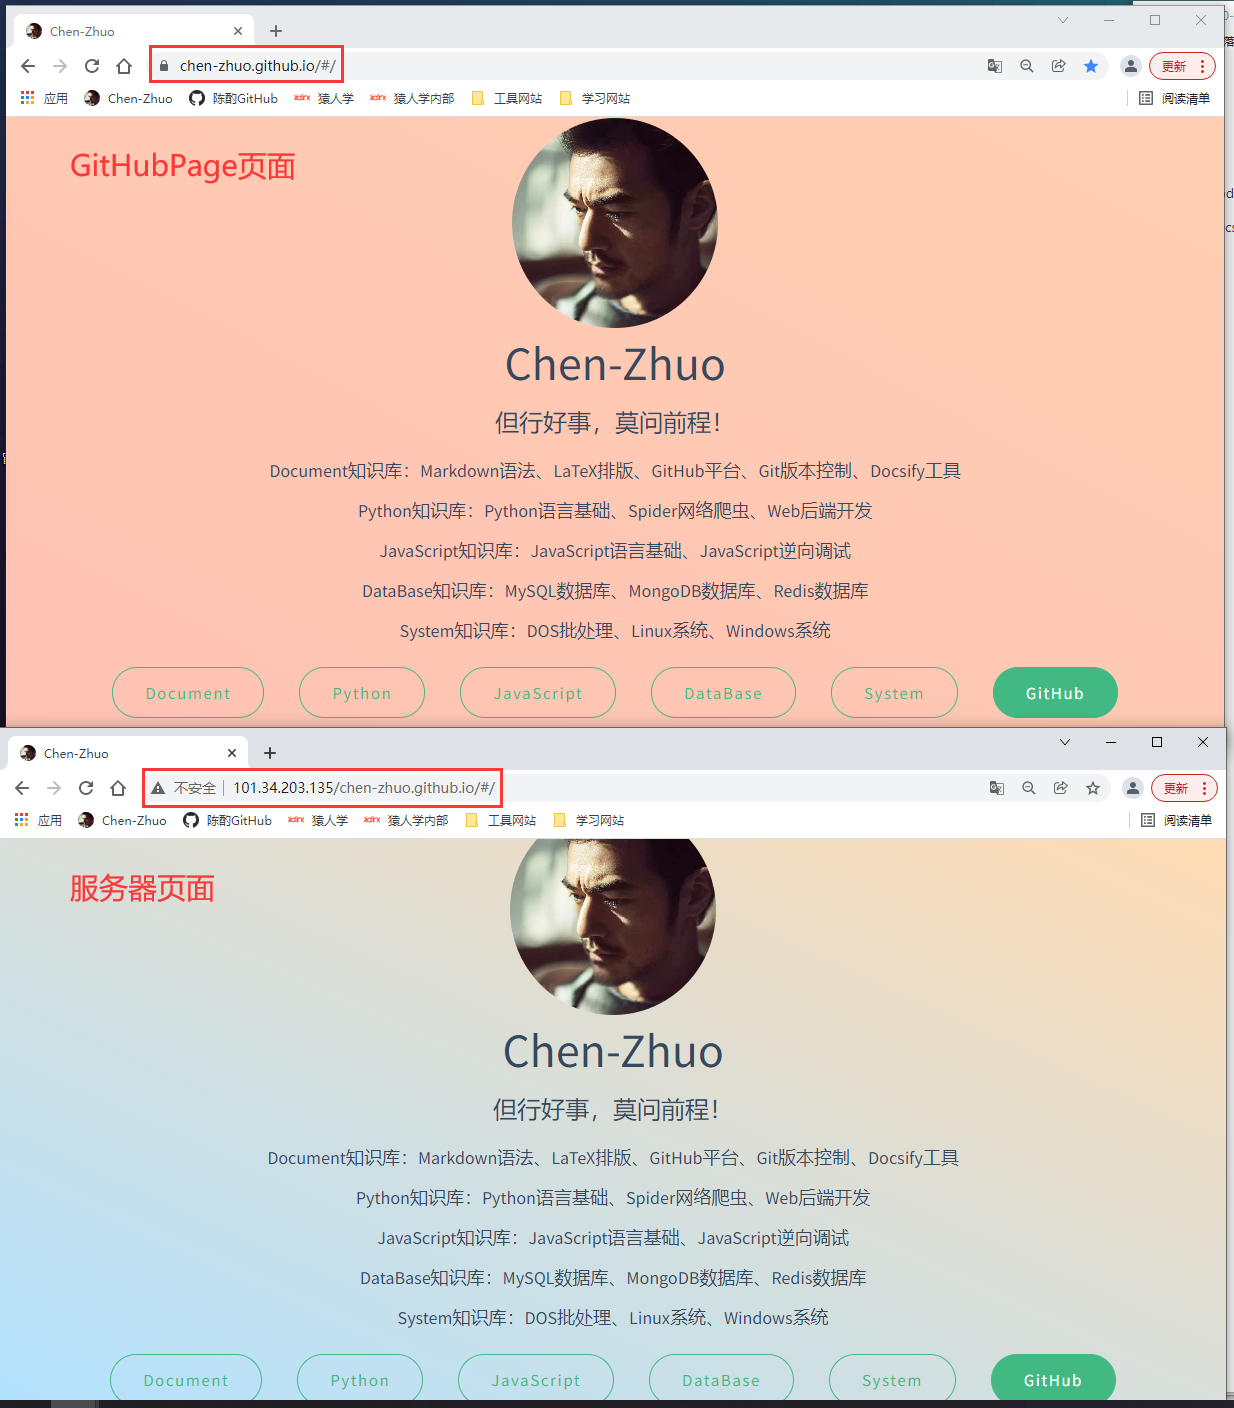 Chen-Zhuo
chen-zhuo.github.io/#/
更新
应用 Chen-Zhuo 陈酌GitHub 猿人学 猿人学内部 工具网站 学习网站 阅读清单
GitHubPage页面
Chen-Zhuo
但行好事，莫问前程！
Document知识库：Markdown语法、LaTeX排版、GitHub平台、Git版本控制、Docsify工具
Python知识库：Python语言基础、Spider网络爬虫、Web后端开发
JavaScript知识库：JavaScript语言基础、JavaScript逆向调试
DataBase知识库：MySQL数据库、MongoDB数据库、Redis数据库
System知识库：DOS批处理、Linux系统、Windows系统
Document Python JavaScript DataBase System GitHub
Chen-Zhuo
不安全 101.34.203.135/chen-zhuo.github.io/#/
更新
应用 Chen-Zhuo 陈酌GitHub 猿人学 猿人学内部 工具网站 学习网站 阅读清单
服务器页面
Chen-Zhuo
但行好事，莫问前程！
Document知识库：Markdown语法、LaTeX排版、GitHub平台、Git版本控制、Docsify工具
Python知识库：Python语言基础、Spider网络爬虫、Web后端开发
JavaScript知识库：JavaScript语言基础、JavaScript逆向调试
DataBase知识库：MySQL数据库、MongoDB数据库、Redis数据库
System知识库：DOS批处理、Linux系统、Windows系统
Document Python JavaScript DataBase System GitHub